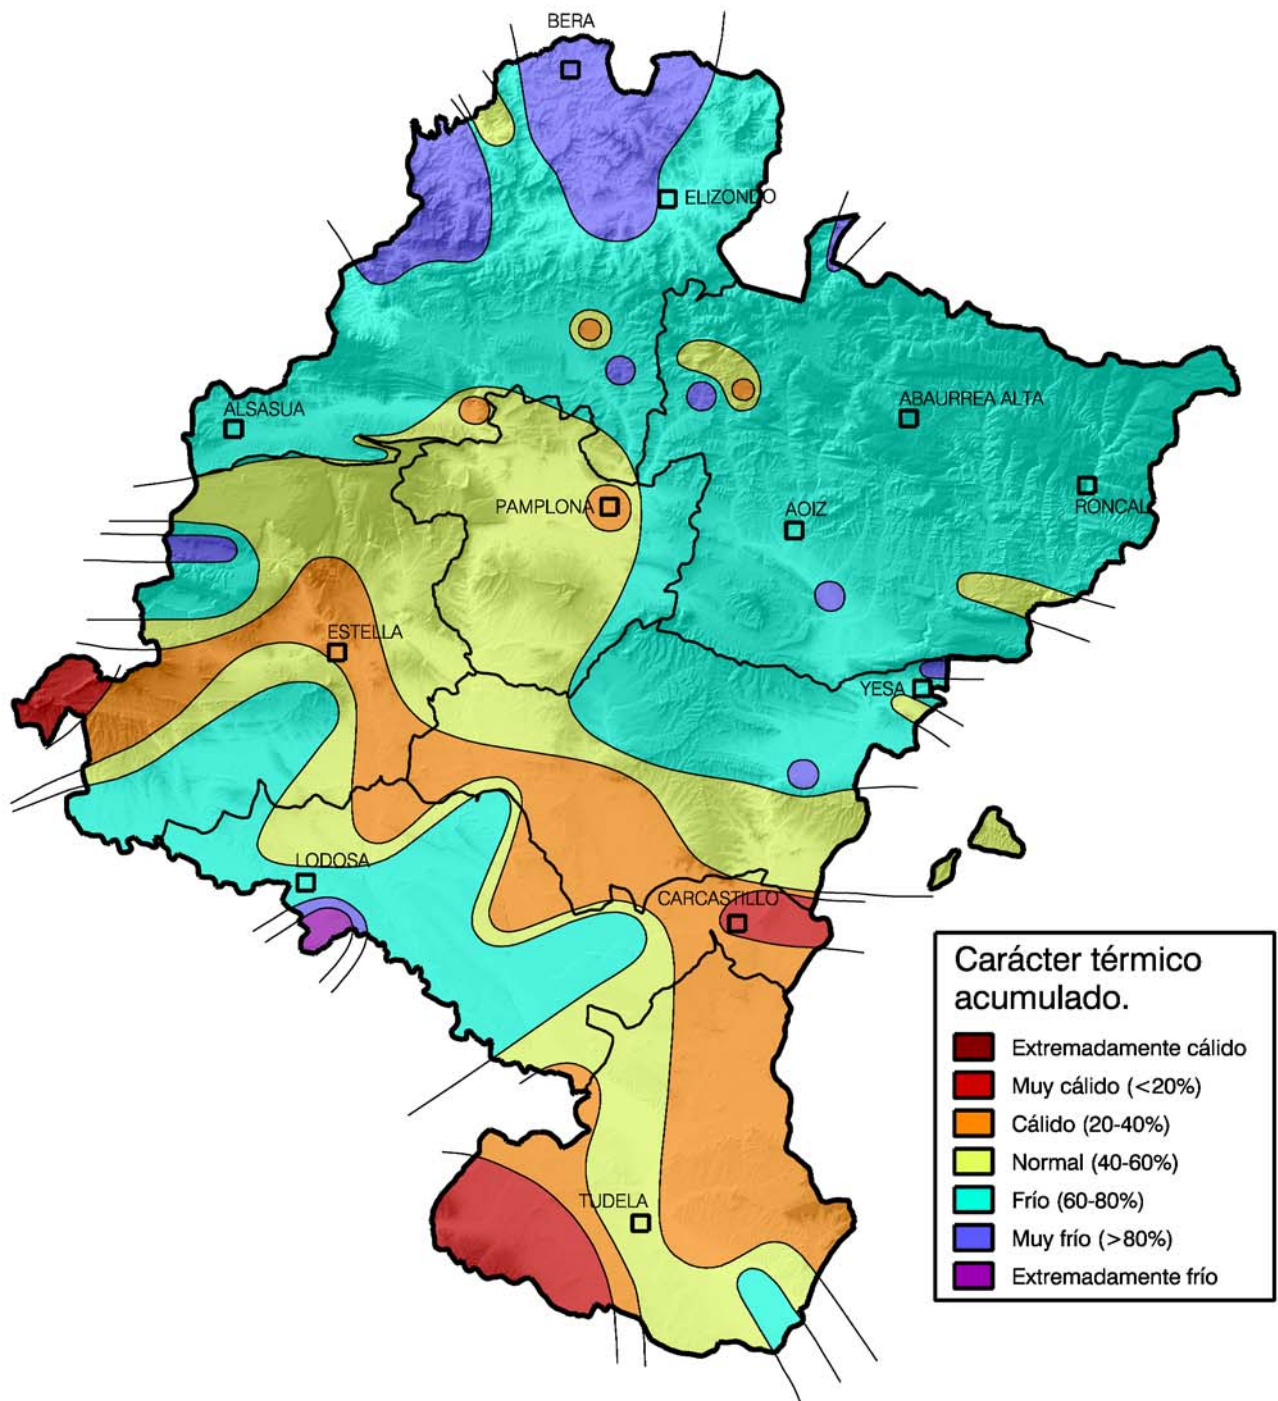 BERA
ELIZONDO
ALSASUA
ABAURREA ALTA
PAMPLONA
AOIZ
RONCAL
ESTELLA
YESA
LODOSA
CARCASTILLO
TUDELA
Carácter térmico
acumulado.
Extremadamente cálido
Muy cálido (<20%)
Cálido (20-40%)
Normal (40-60%)
Frío (60-80%)
Muy frío (>80%)
Extremadamente frío